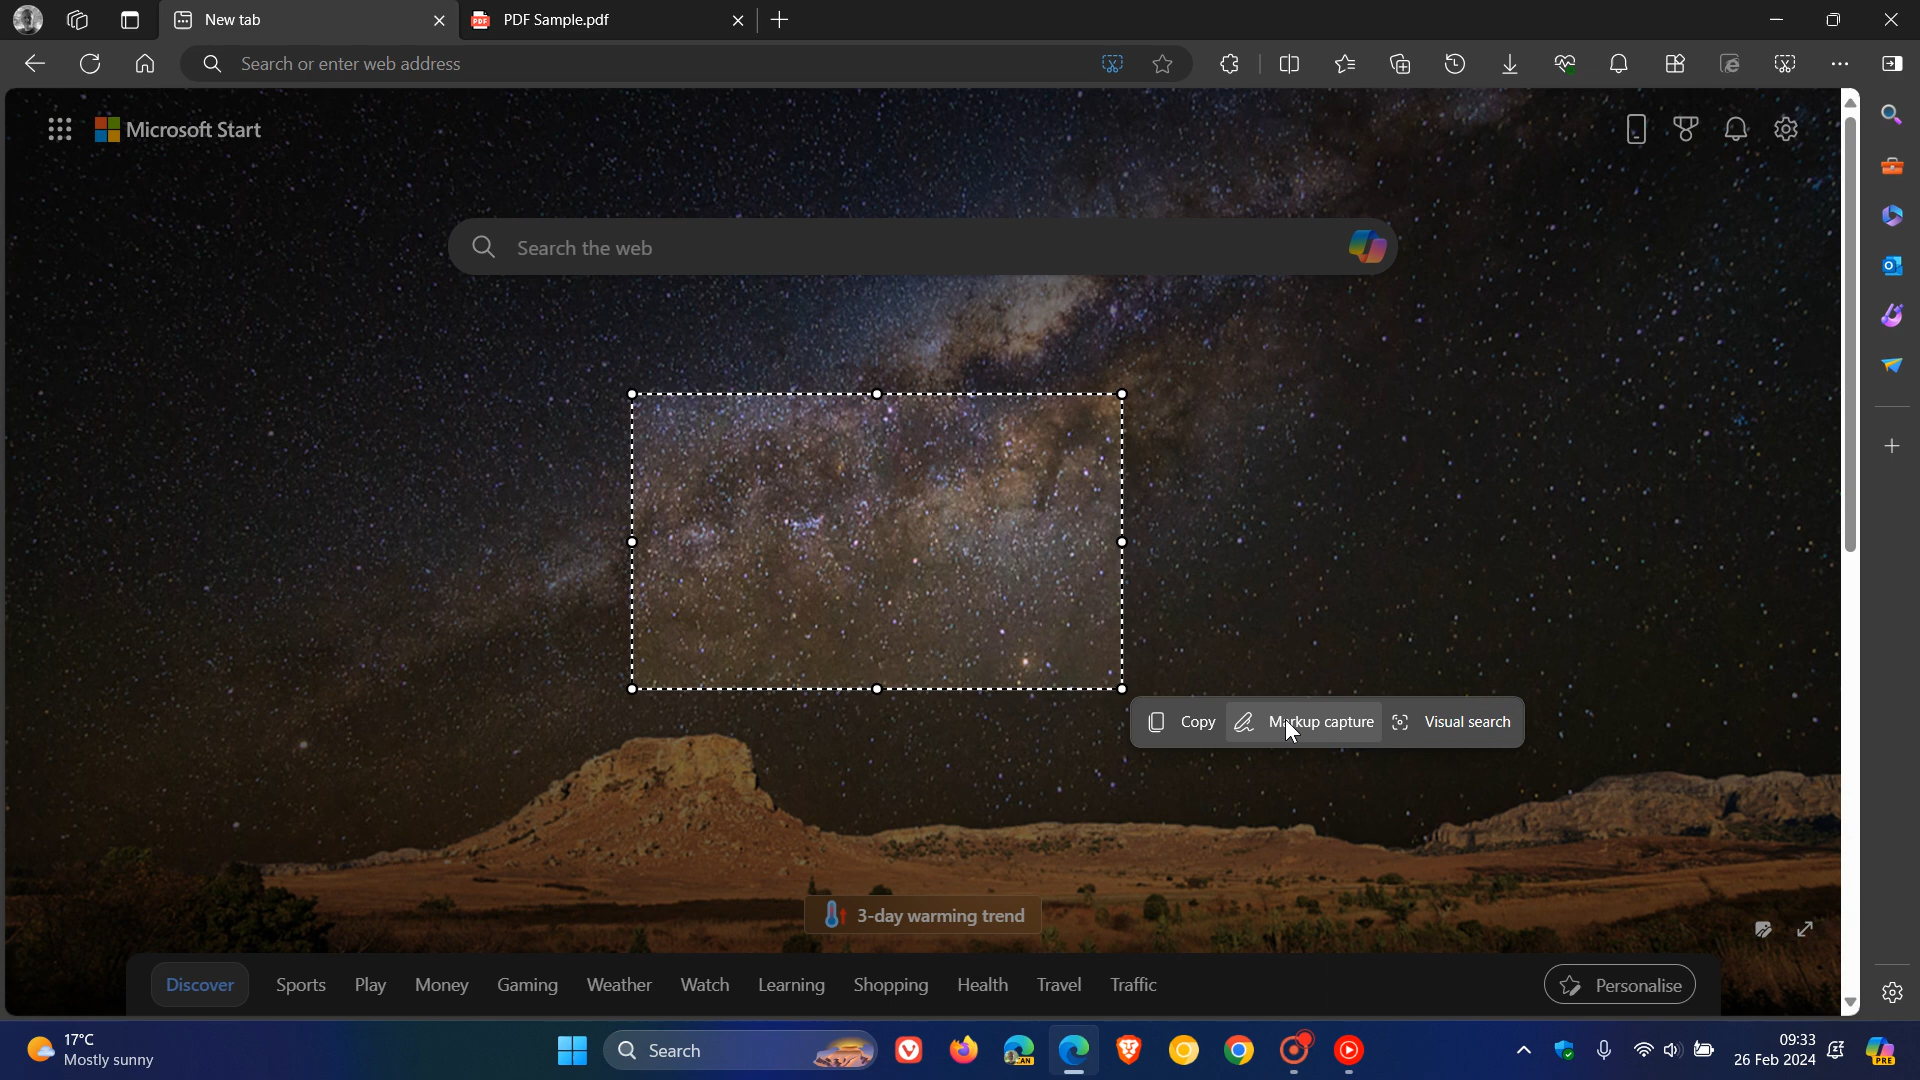 New tab
PDF Sample.pdf
Search or enter web address
Microsoft Start
Search the web
Copy
Markup capture
Visual search
3-day warming trend
Discover
Sports
Play
Money
Gaming
Weather
Watch
Learning
Shopping
Health
Travel
Traffic
Personalise
17°C
Mostly sunny
Search
CAN
09:33
26 Feb 2024
PRE